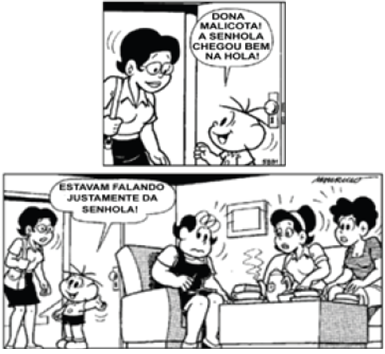 DONA
MALICOTA!
A SENHOLA
CHEGOU BEM
NA HOLA!
ESTAVAM FALANDO
JUSTAMENTE DA
SENHOLA!